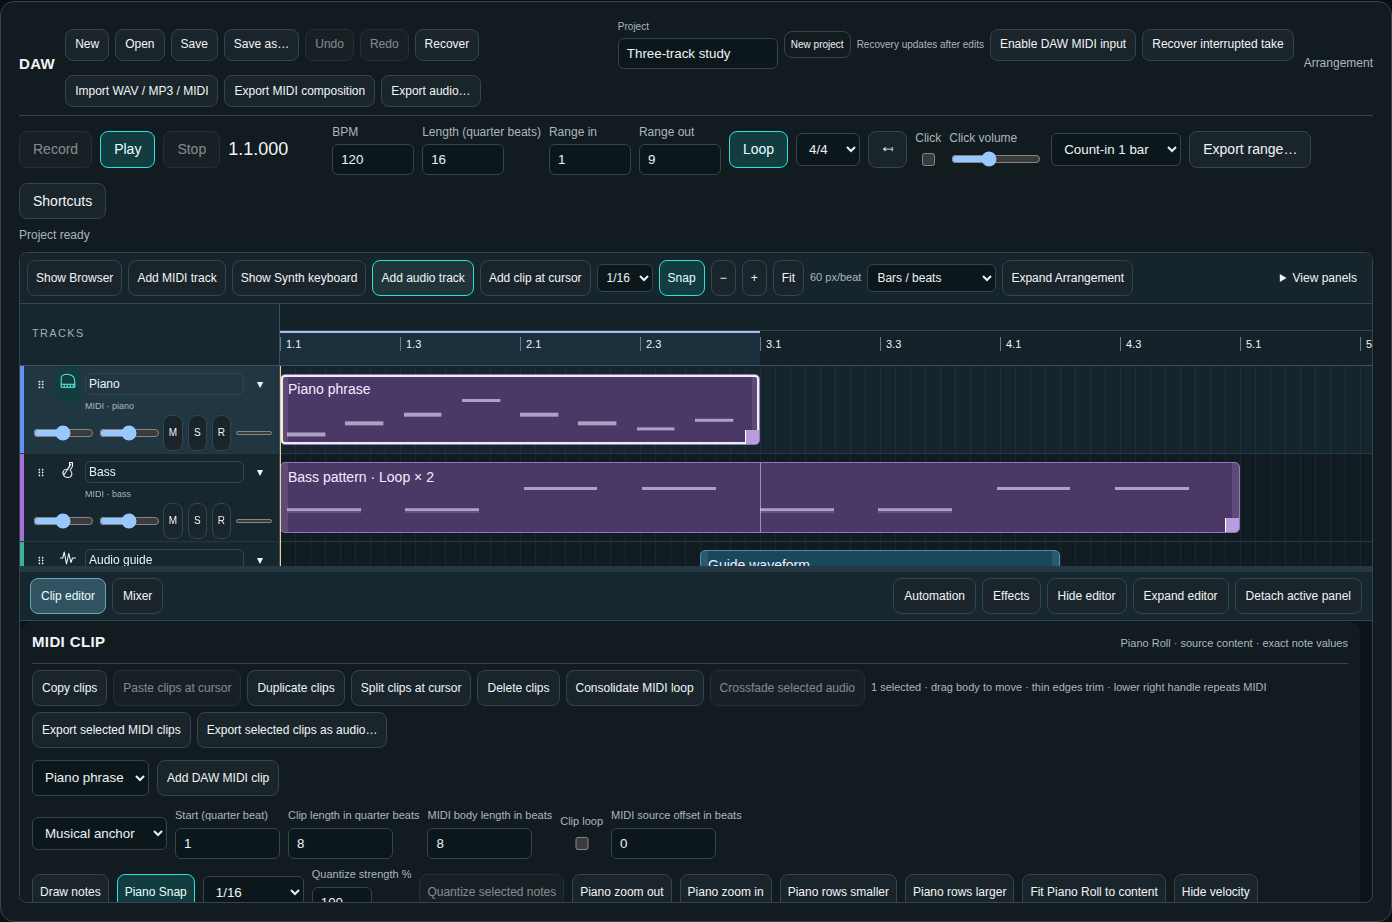 Project
New Open Save Save as… Undo Redo Recover
Three-track study New project Recovery updates after edits Enable DAW MIDI input Recover interrupted take
DAW Arrangement
Import WAV / MP3 / MIDI Export MIDI composition Export audio…
BPM Length (quarter beats) Range in Range out Click Click volume
Record Play Stop 1.1.000 120 16 1 9 Loop 4/4 ↤ Count-in 1 bar Export range…
Shortcuts
Project ready
Show Browser Add MIDI track Show Synth keyboard Add audio track Add clip at cursor 1/16 Snap − + Fit 60 px/beat Bars / beats Expand Arrangement View panels
TRACKS
1.1 1.3 2.1 2.3 3.1 3.3 4.1 4.3 5.1 5
Piano Piano phrase
MIDI · piano
M S R
Bass Bass pattern · Loop × 2
MIDI · bass
M S R
Audio guide Guide waveform
Clip editor Mixer Automation Effects Hide editor Expand editor Detach active panel
MIDI CLIP Piano Roll · source content · exact note values
Copy clips Paste clips at cursor Duplicate clips Split clips at cursor Delete clips Consolidate MIDI loop Crossfade selected audio 1 selected · drag body to move · thin edges trim · lower right handle repeats MIDI
Export selected MIDI clips Export selected clips as audio…
Piano phrase Add DAW MIDI clip
Start (quarter beat) Clip length in quarter beats MIDI body length in beats Clip loop MIDI source offset in beats
Musical anchor 1 8 8 0
Quantize strength %
Draw notes Piano Snap 1/16 100 Quantize selected notes Piano zoom out Piano zoom in Piano rows smaller Piano rows larger Fit Piano Roll to content Hide velocity